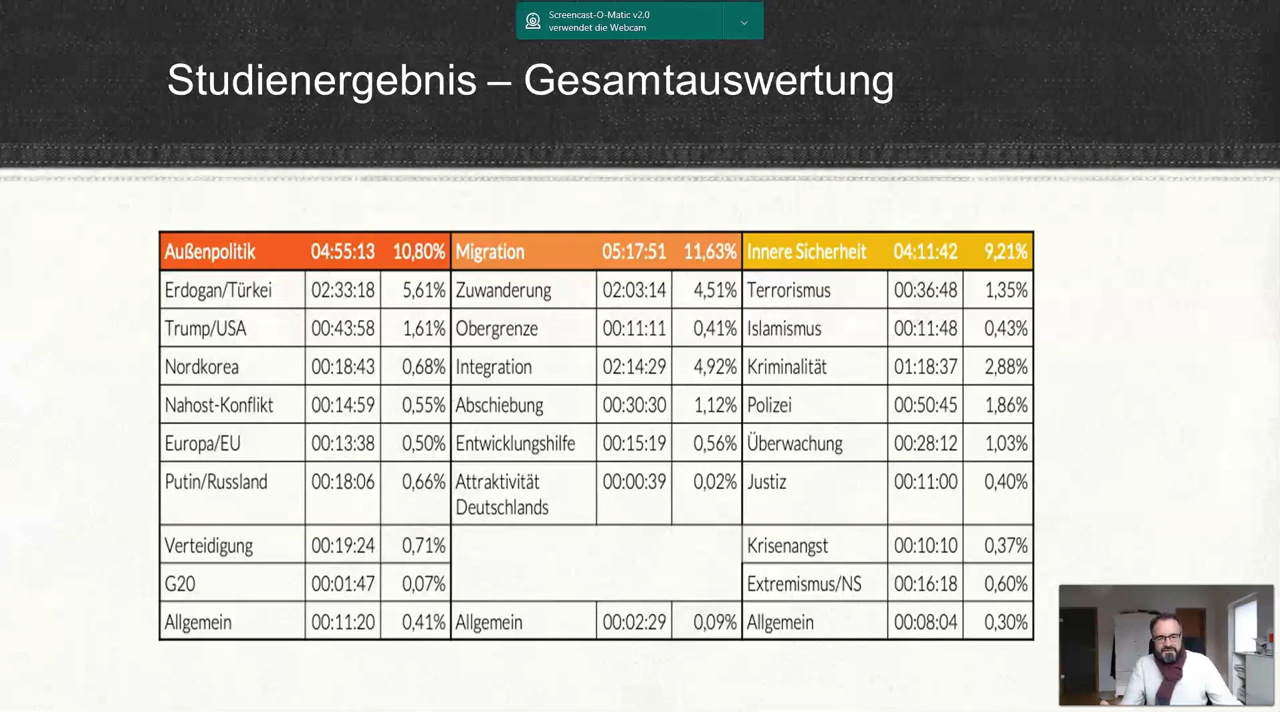 Screencast-O-Matic v2.0
verwendet die Webcam
Studienergebnis – Gesamtauswertung
Außenpolitik 04:55:13 10,80% Migration 05:17:51 11,63% Innere Sicherheit 04:11:42 9,21%
Erdogan/Türkei 02:33:18 5,61% Zuwanderung 02:03:14 4,51% Terrorismus 00:36:48 1,35%
Trump/USA 00:43:58 1,61% Obergrenze 00:11:11 0,41% Islamismus 00:11:48 0,43%
Nordkorea 00:18:43 0,68% Integration 02:14:29 4,92% Kriminalität 01:18:37 2,88%
Nahost-Konflikt 00:14:59 0,55% Abschiebung 00:30:30 1,12% Polizei 00:50:45 1,86%
Europa/EU 00:13:38 0,50% Entwicklungshilfe 00:15:19 0,56% Überwachung 00:28:12 1,03%
Putin/Russland 00:18:06 0,66% Attraktivität 00:00:39 0,02% Justiz 00:11:00 0,40%
Deutschlands
Verteidigung 00:19:24 0,71% Krisenangst 00:10:10 0,37%
G20 00:01:47 0,07% Extremismus/NS 00:16:18 0,60%
Allgemein 00:11:20 0,41% Allgemein 00:02:29 0,09% Allgemein 00:08:04 0,30%